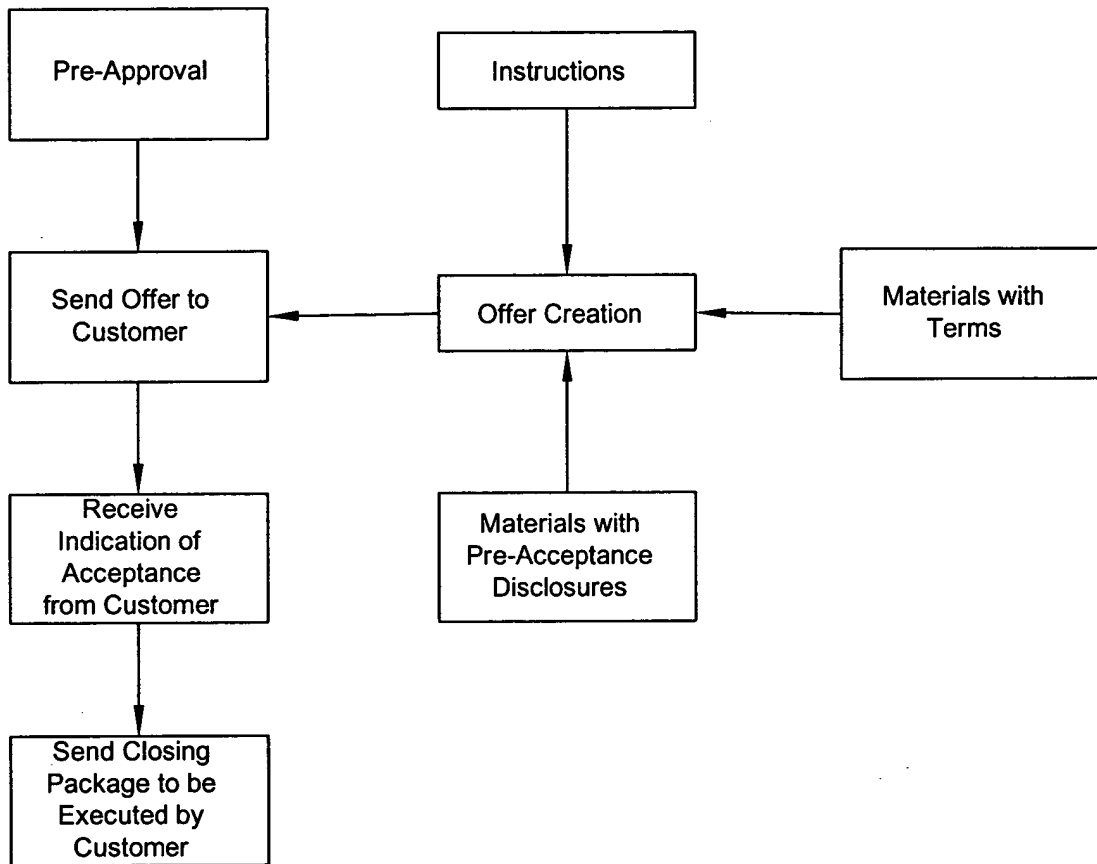 Pre-Approval
Instructions
Send Offer to
Customer
Offer Creation
Materials with
Terms
Receive
Indication of
Acceptance
from Customer
Materials with
Pre-Acceptance
Disclosures
Send Closing
Package to be
Executed by
Customer